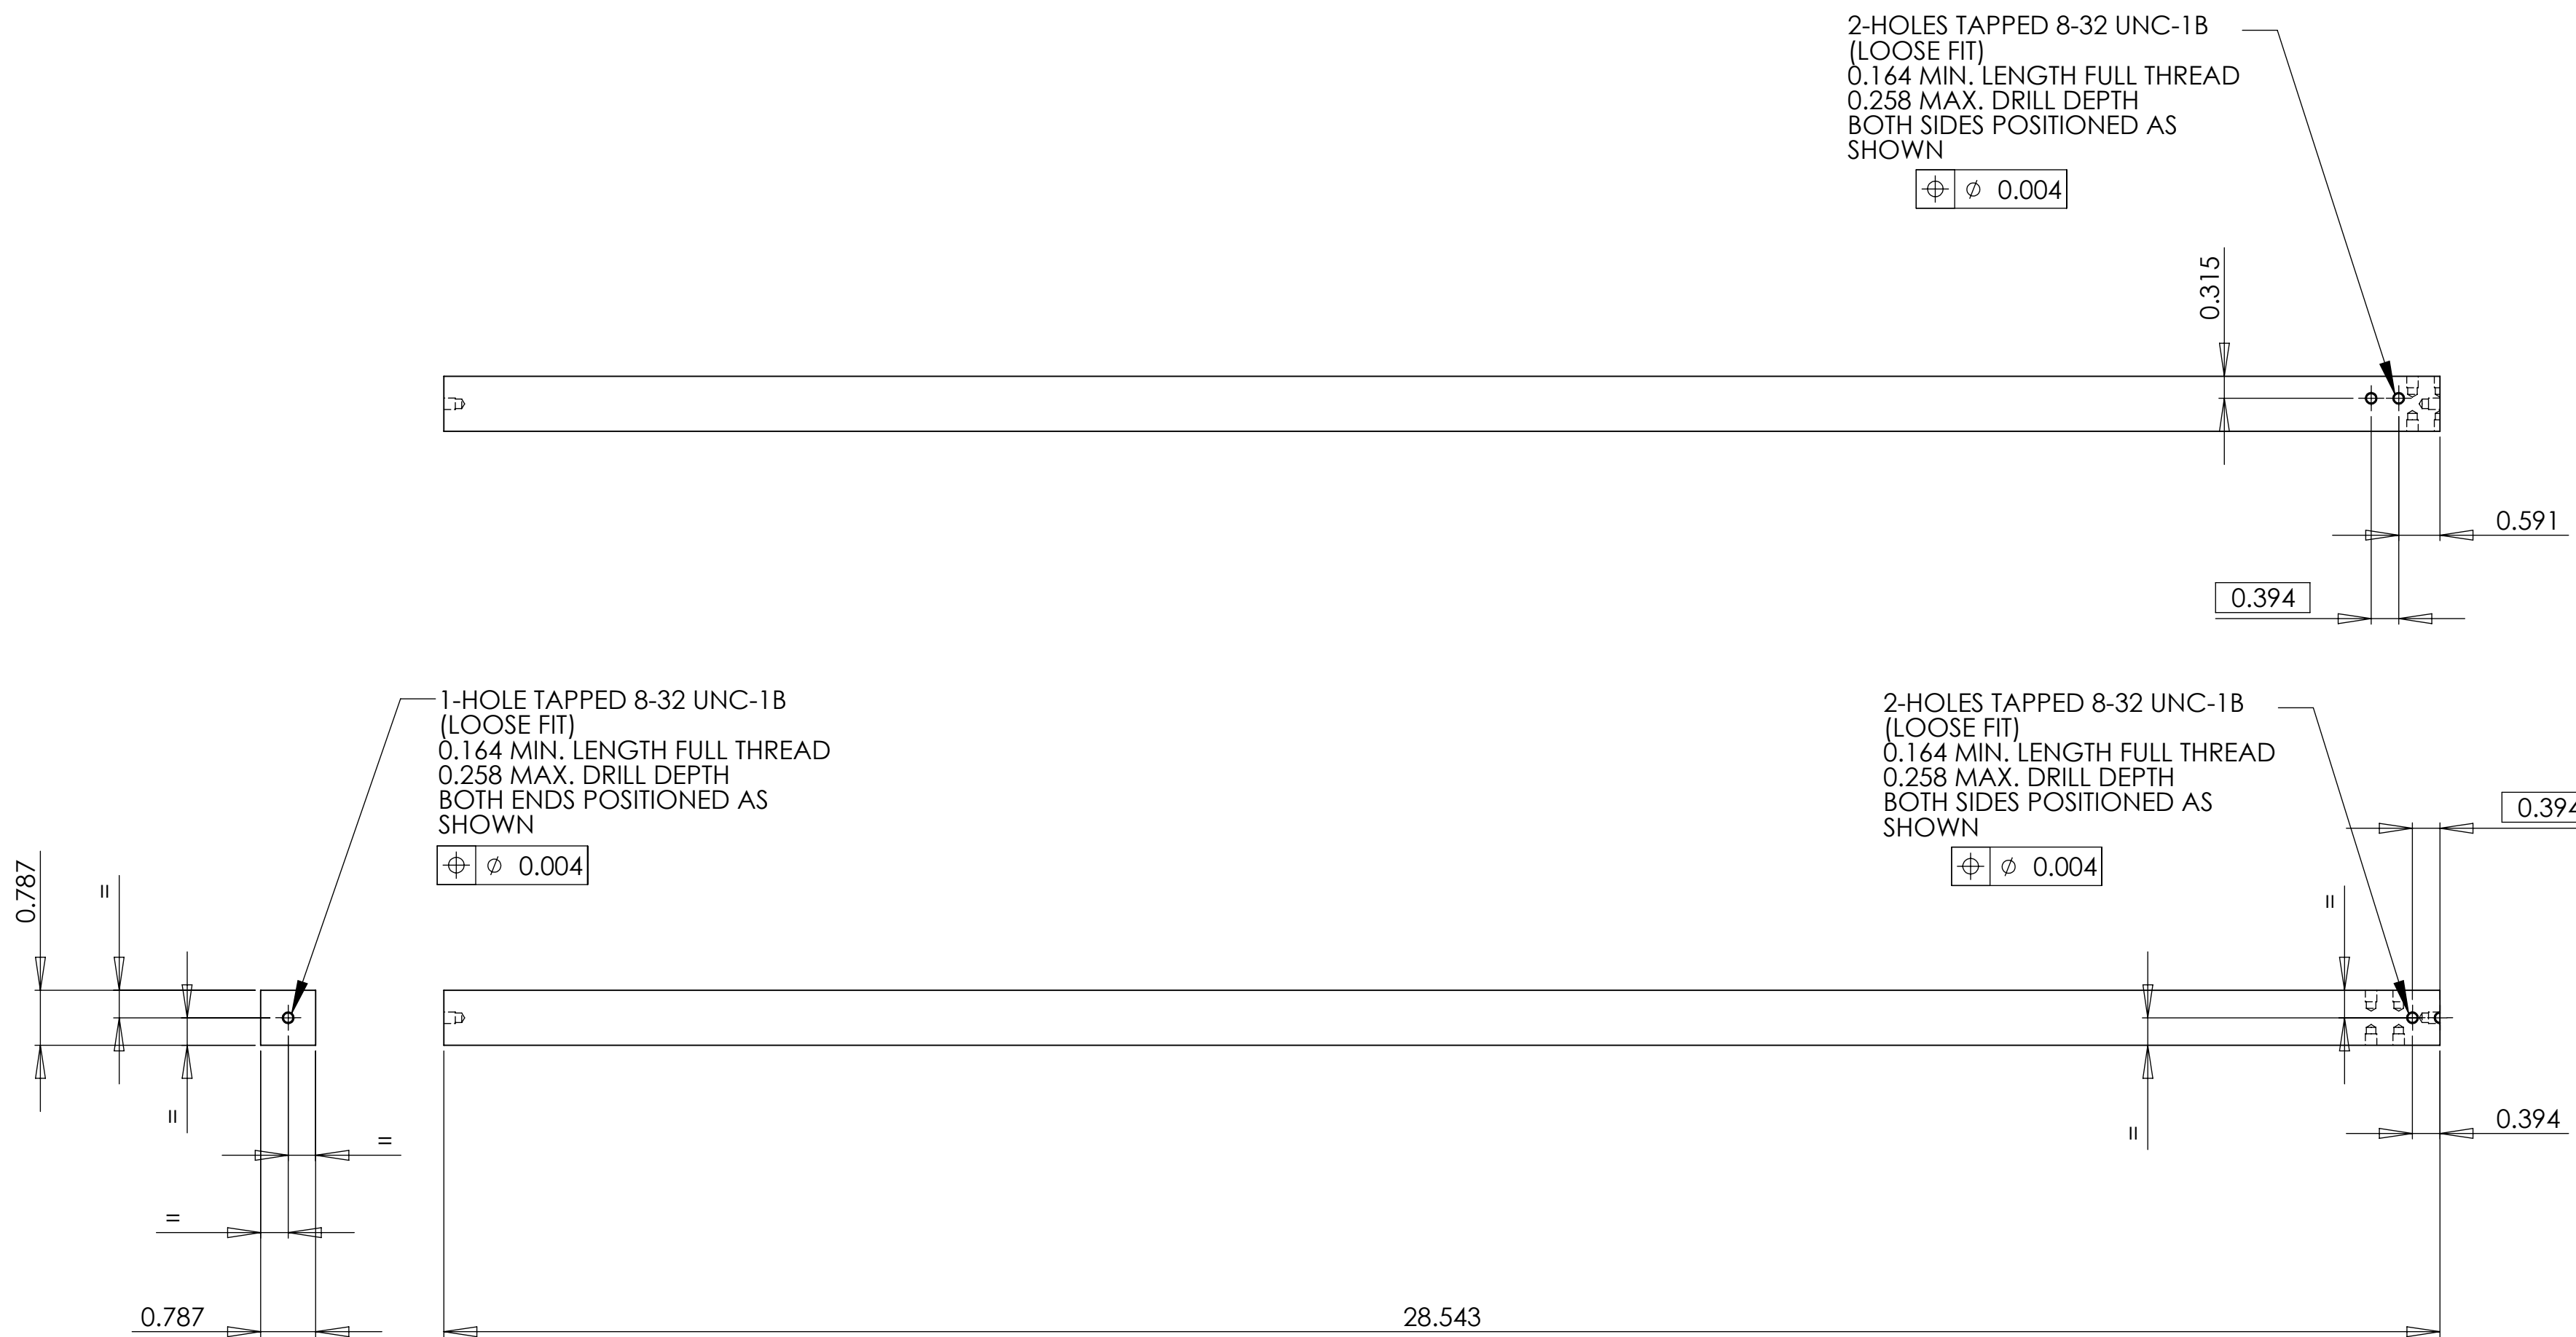 2-HOLES TAPPED 8-32 UNC-1B
(LOOSE FIT)
0.164 MIN. LENGTH FULL THREAD
0.258 MAX. DRILL DEPTH
BOTH SIDES POSITIONED AS
SHOWN
⌖ ⌀ 0.004
0.315
0.591
0.394
1-HOLE TAPPED 8-32 UNC-1B
(LOOSE FIT)
0.164 MIN. LENGTH FULL THREAD
0.258 MAX. DRILL DEPTH
BOTH ENDS POSITIONED AS
SHOWN
⌖ ⌀ 0.004
2-HOLES TAPPED 8-32 UNC-1B
(LOOSE FIT)
0.164 MIN. LENGTH FULL THREAD
0.258 MAX. DRILL DEPTH
BOTH SIDES POSITIONED AS
SHOWN
⌖ ⌀ 0.004
0.394
0.787
=
=
=
=
=
=
0.394
0.787
28.543